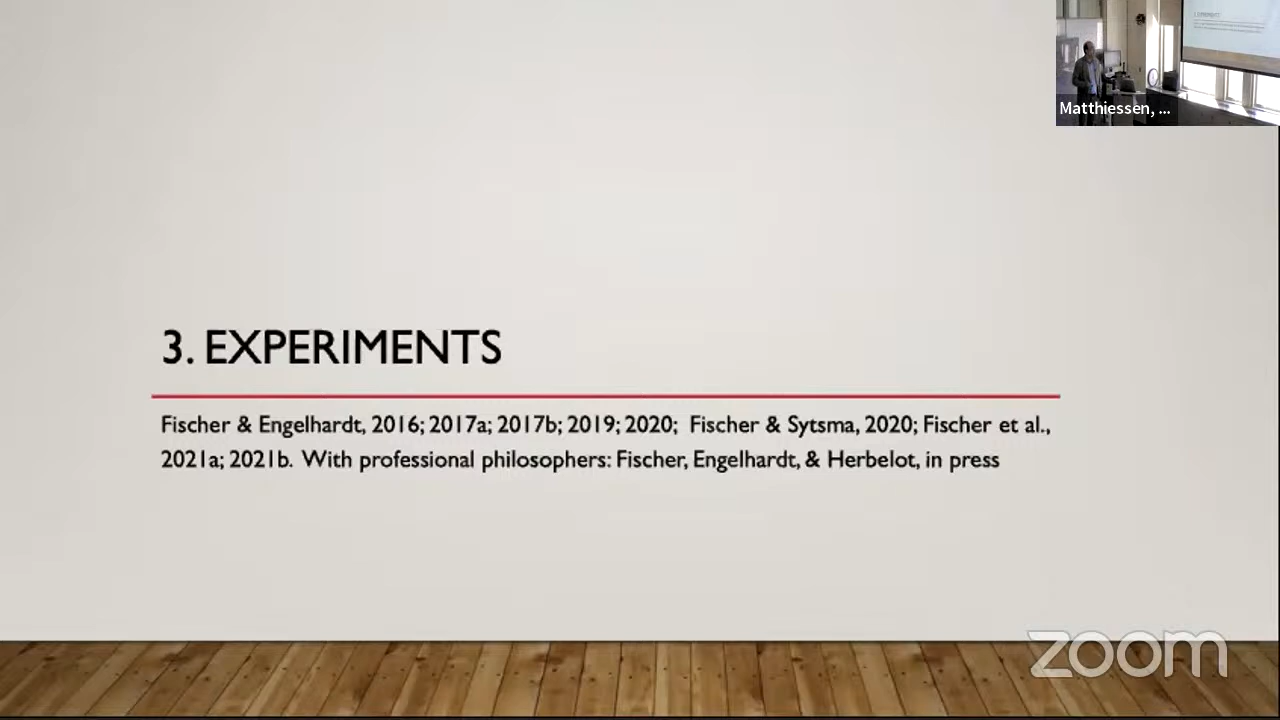 Matthiessen, ...
3. EXPERIMENTS
Fischer & Engelhardt, 2016; 2017a; 2017b; 2019; 2020;  Fischer & Sytsma, 2020; Fischer et al.,
2021a; 2021b.  With professional philosophers: Fischer, Engelhardt, & Herbelot, in press
zoom